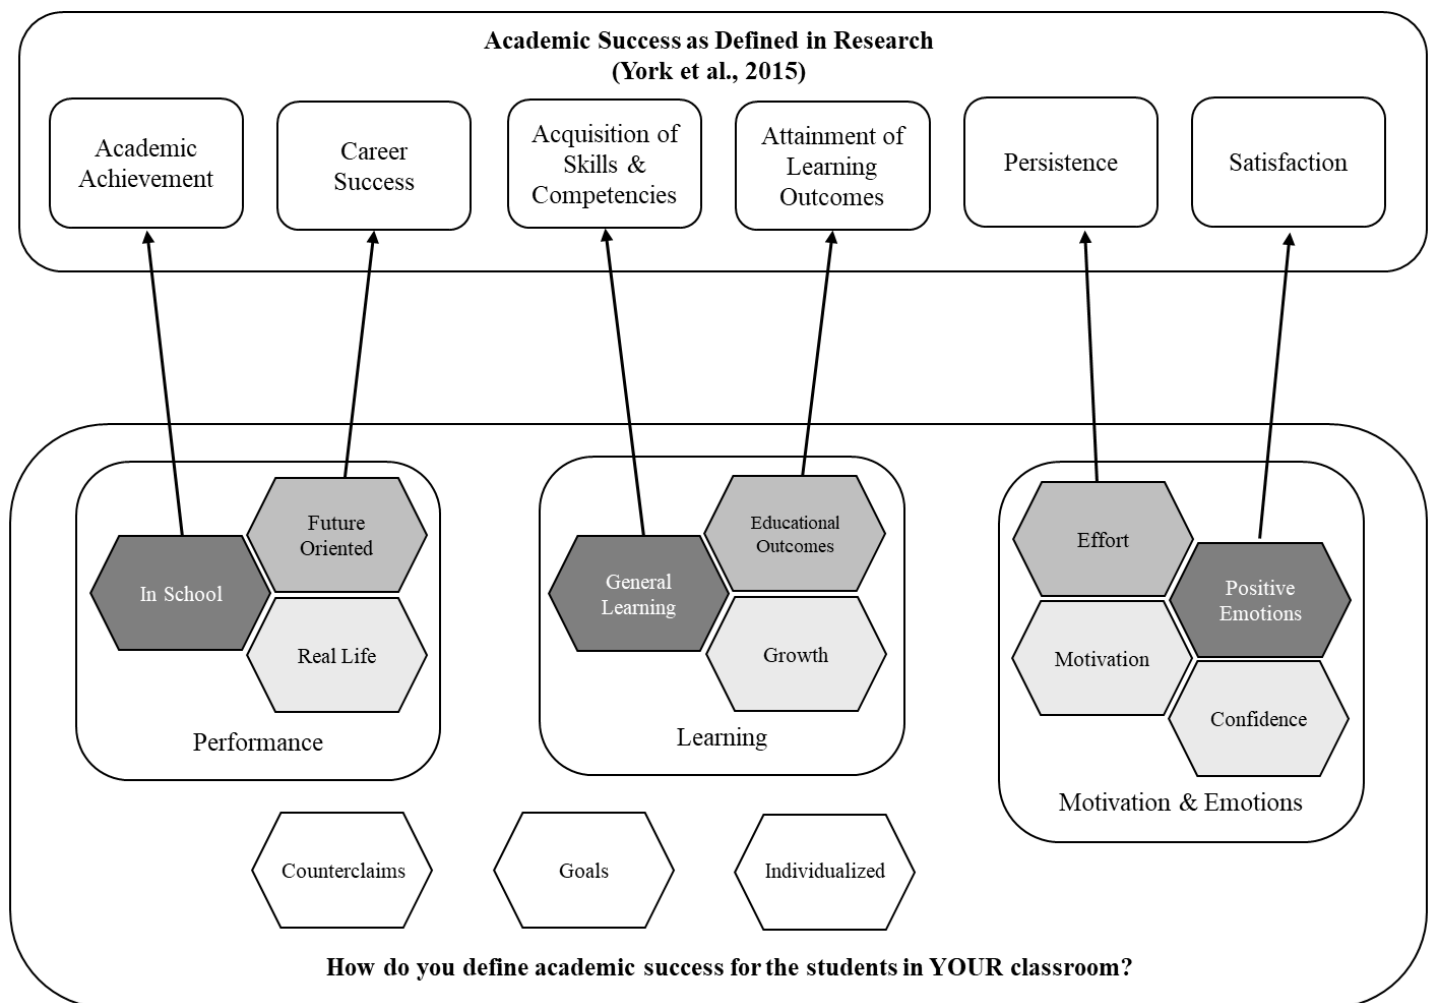 Academic Success as Defined in Research
(York et al., 2015)
Academic
Achievement
Career
Success
Acquisition of
Skills &
Competencies
Attainment of
Learning
Outcomes
Persistence
Satisfaction
In School
Future
Oriented
Real Life
Performance
General
Learning
Educational
Outcomes
Growth
Learning
Effort
Positive
Emotions
Motivation
Confidence
Motivation & Emotions
Counterclaims
Goals
Individualized
How do you define academic success for the students in YOUR classroom?